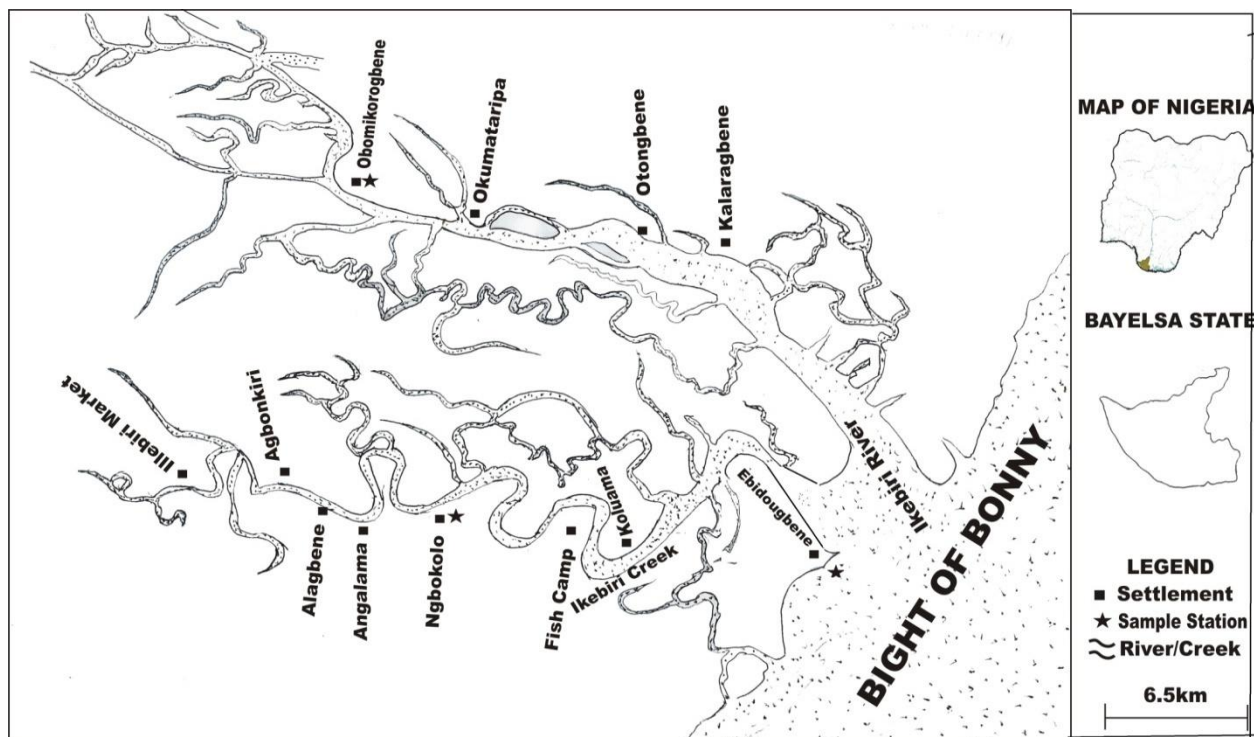 Obomikorogbene
Okumataripa
Otongbene
Kalaragbene
Illebiri Market
Agbonkiri
Alagbene
Angalama
Ngbokolo
Fish Camp
Koluama
Ikebiri Creek
Ebidougbene
Ikebiri River
BIGHT OF BONNY
MAP OF NIGERIA
BAYELSA STATE
LEGEND
Settlement
Sample Station
River/Creek
6.5km